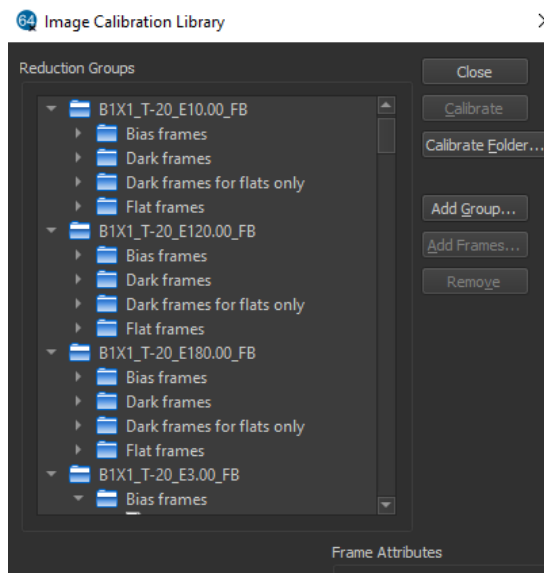 64
Image Calibration Library
Reduction Groups
B1X1_T-20_E10.00_FB
Bias frames
Dark frames
Dark frames for flats only
Flat frames
B1X1_T-20_E120.00_FB
Bias frames
Dark frames
Dark frames for flats only
Flat frames
B1X1_T-20_E180.00_FB
Bias frames
Dark frames
Dark frames for flats only
Flat frames
B1X1_T-20_E3.00_FB
Bias frames
Close
Calibrate
Calibrate Folder...
Add Group...
Add Frames...
Remove
Frame Attributes